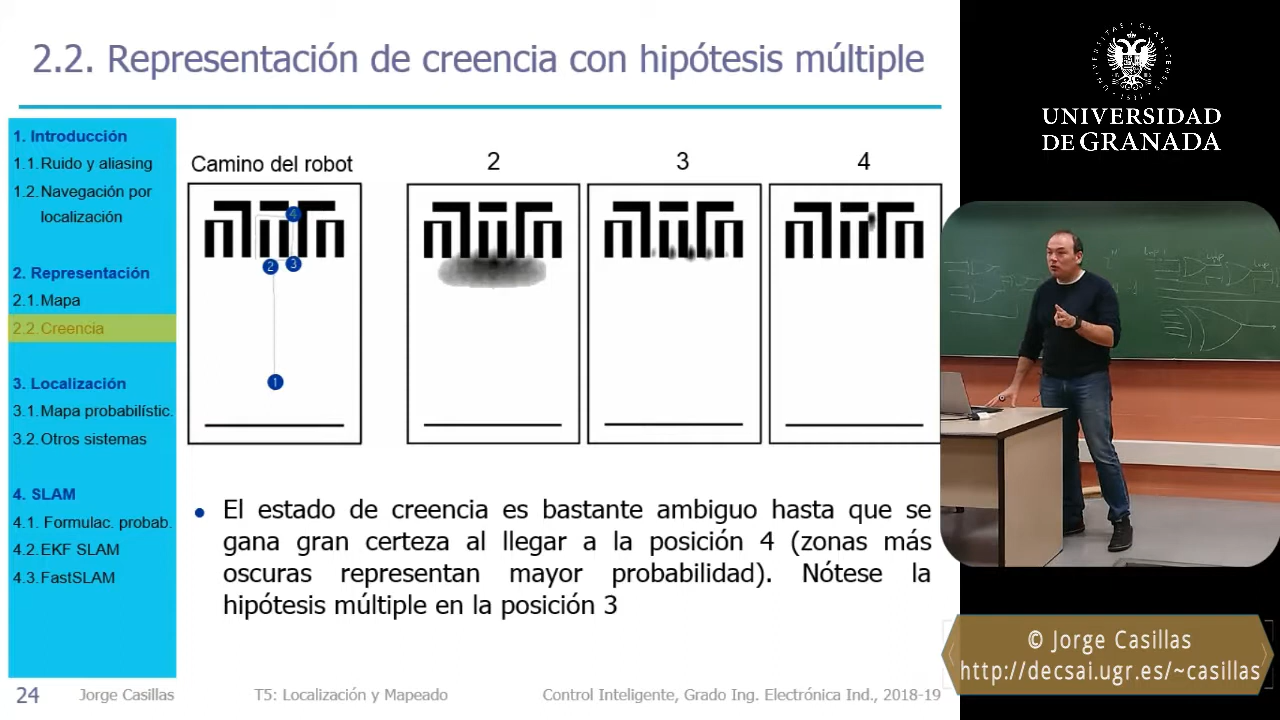 2.2. Representación de creencia con hipótesis múltiple
1. Introducción
1.1. Ruido y aliasing
1.2. Navegación por
localización
2. Representación
2.1. Mapa
2.2. Creencia
3. Localización
3.1. Mapa probabilístic.
3.2. Otros sistemas
4. SLAM
4.1. Formulac. probab.
4.2. EKF SLAM
4.3. FastSLAM
Camino del robot
4
2
3
1
2
3
4
El estado de creencia es bastante ambiguo hasta que se
gana gran certeza al llegar a la posición 4 (zonas más
oscuras representan mayor probabilidad). Nótese la
hipótesis múltiple en la posición 3
24
Jorge Casillas
T5: Localización y Mapeado
Control Inteligente, Grado Ing. Electrónica Ind., 2018-19
UNIVERSIDAD
DE GRANADA
© Jorge Casillas
http://decsai.ugr.es/~casillas